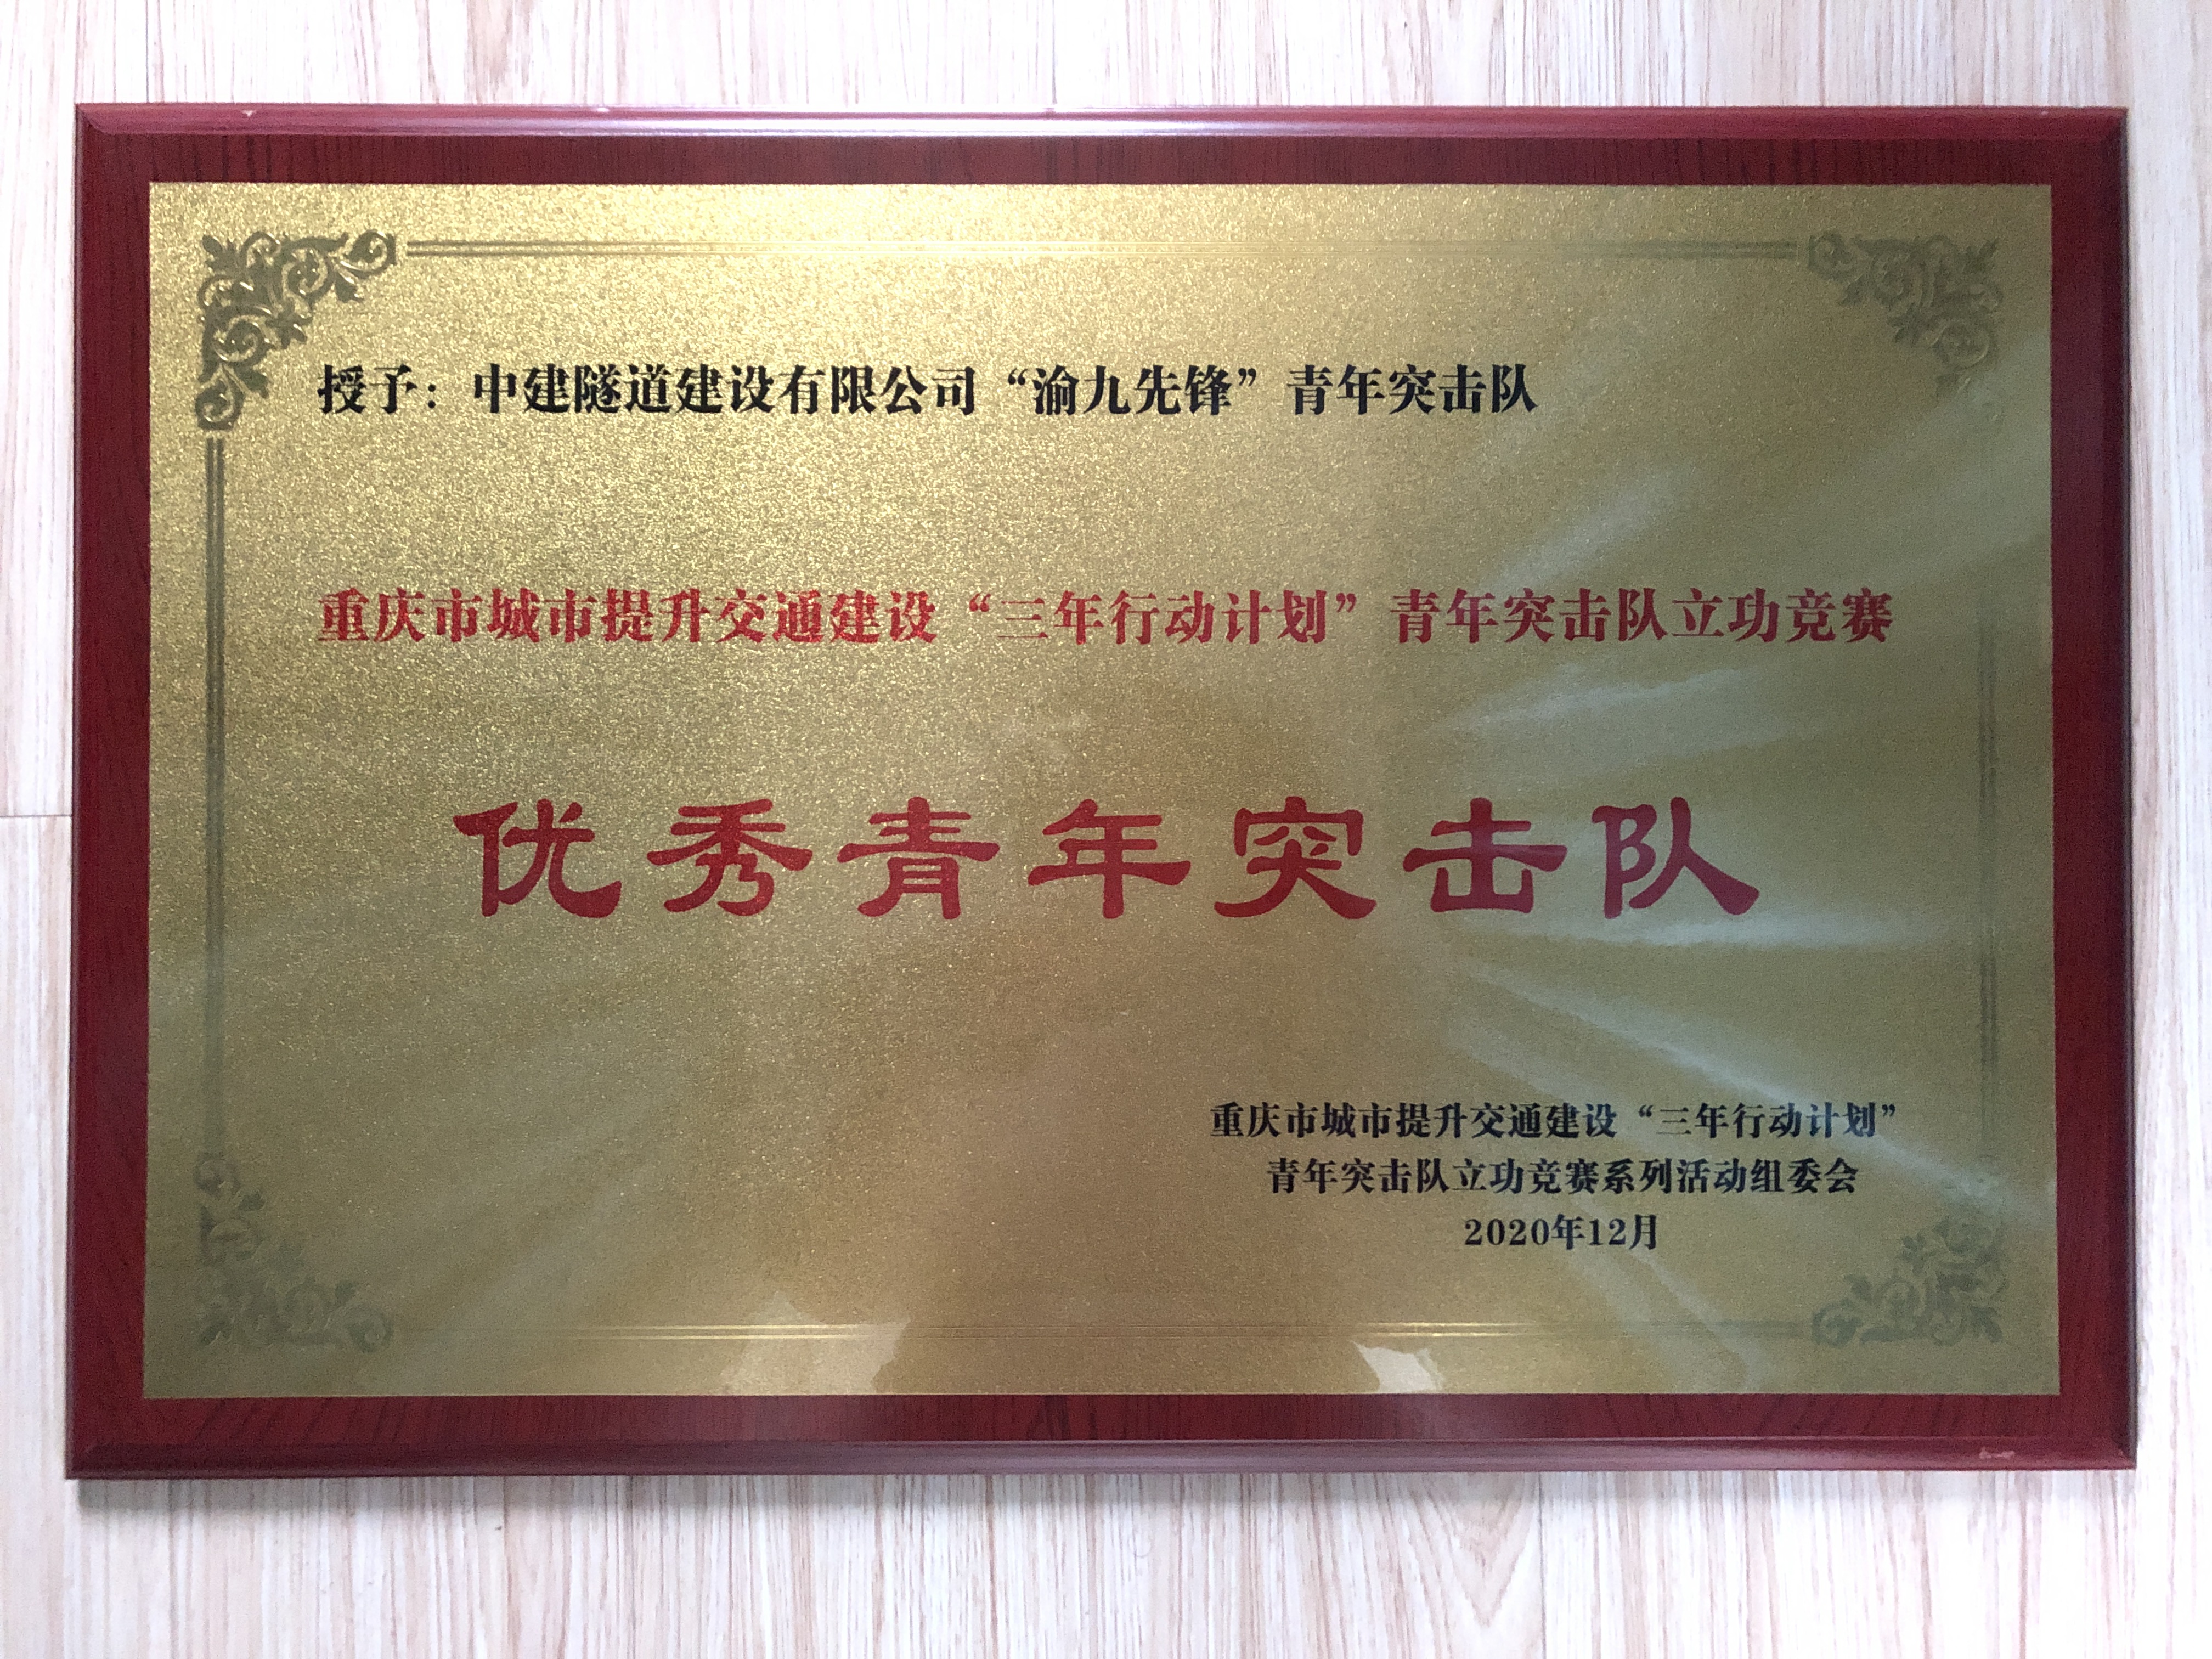 授予：中建隧道建设有限公司“渝九先锋”青年突击队
重庆市城市提升交通建设“三年行动计划”青年突击队立功竞赛
优秀青年突击队
重庆市城市提升交通建设“三年行动计划”
青年突击队立功竞赛系列活动组委会
2020年12月